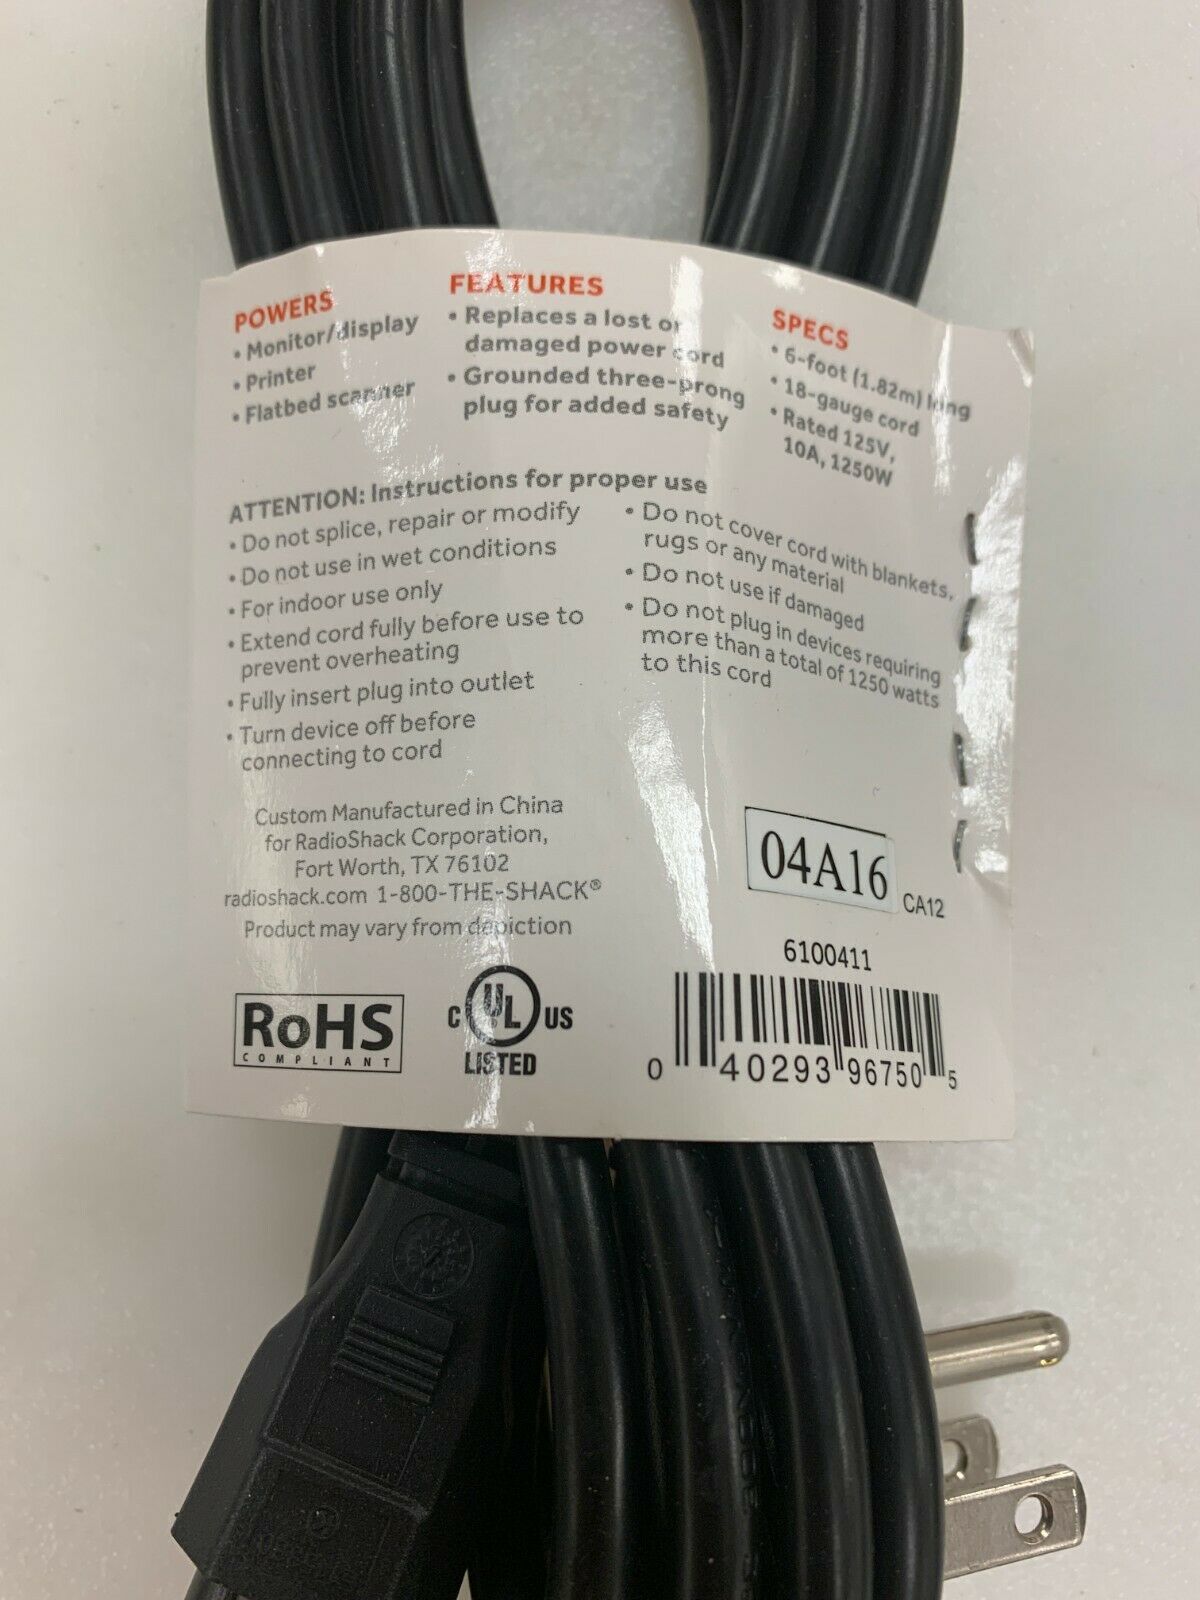 POWERS
• Monitor/display
• Printer
• Flatbed scanner
FEATURES
• Replaces a lost or
damaged power cord
• Grounded three-prong
plug for added safety
SPECS
• 6-foot (1.82m) long
• 18-gauge cord
• Rated 125V,
10A, 1250W
ATTENTION: Instructions for proper use
• Do not splice, repair or modify
• Do not use in wet conditions
• For indoor use only
• Extend cord fully before use to
prevent overheating
• Fully insert plug into outlet
• Turn device off before
connecting to cord
• Do not cover cord with blankets,
rugs or any material
• Do not use if damaged
• Do not plug in devices requiring
more than a total of 1250 watts
to this cord
Custom Manufactured in China
for RadioShack Corporation,
Fort Worth, TX 76102
radioshack.com 1-800-THE-SHACK®
Product may vary from depiction
04A16
CA12
6100411
RoHS
COMPLIANT
C UL US
LISTED
0 40293 96750 5